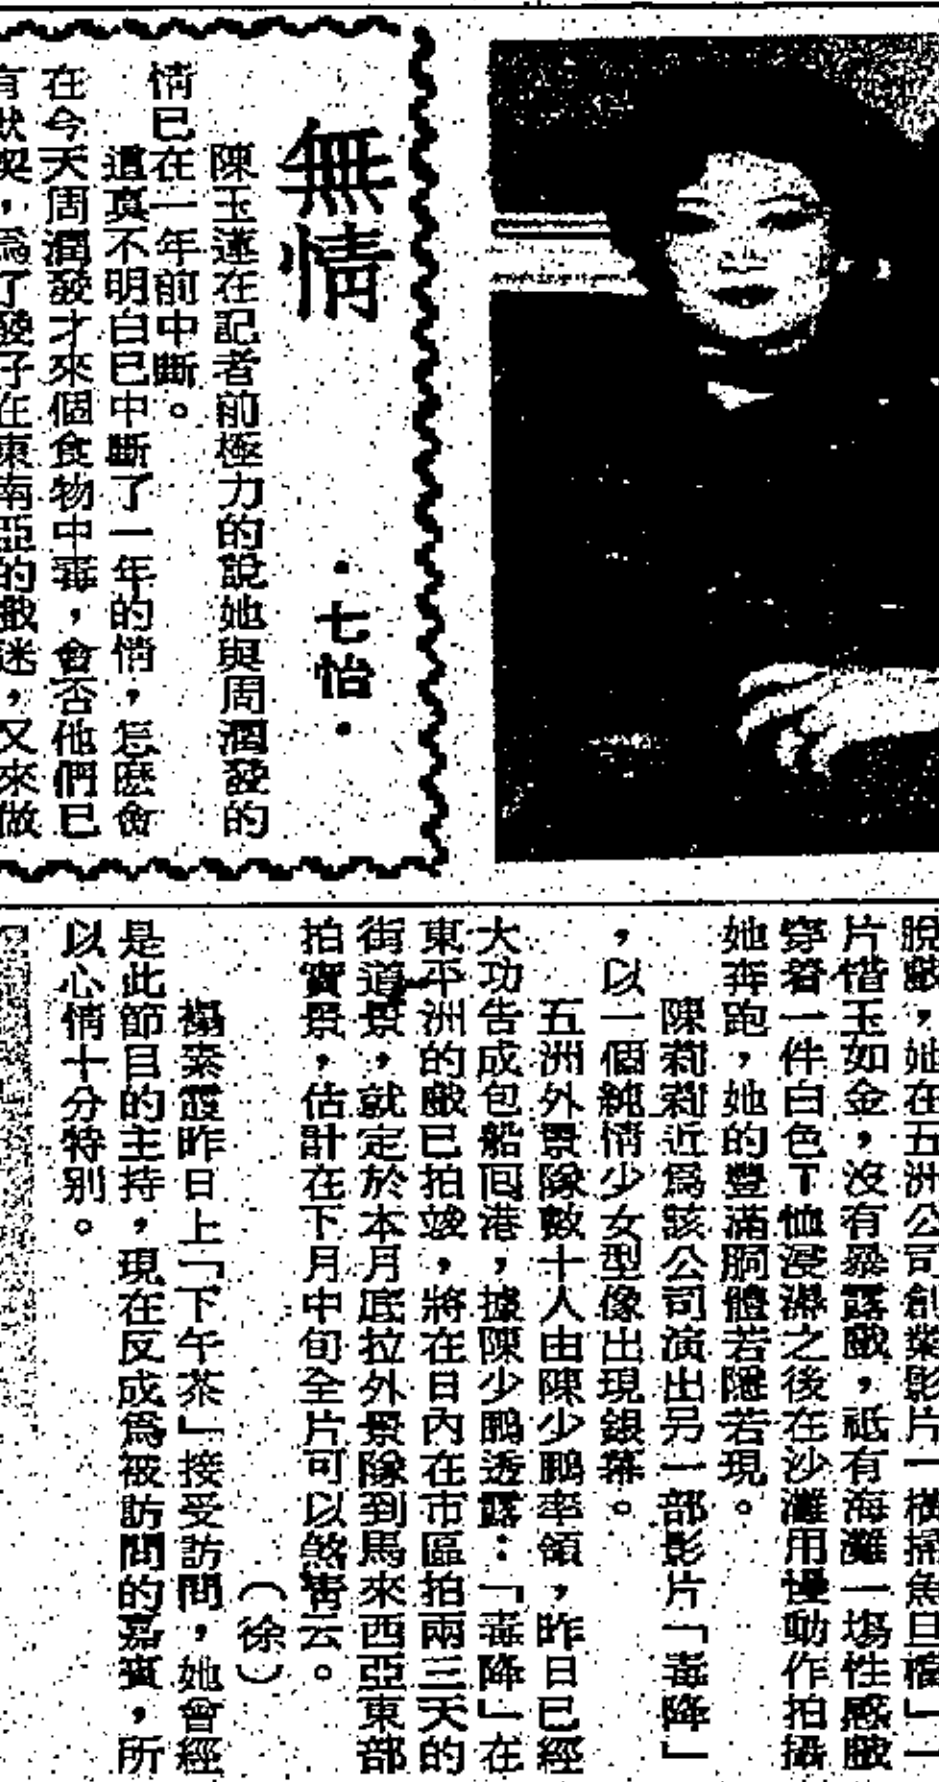 無情
・七怡・
陳玉蓮在記者前極力的說她與周潤發的
情已在一年前中斷。
這真不明白已中斷了一年的情,怎麽會
在今天周潤發才來個食物中毒,會否他們已
有默契,爲了發仔在東南亞的戲迷,又來做
脫戲,她在五洲公司創業影片「橫掃魚旦檔」一
片惜玉如金,沒有暴露戲,祗有海灘一塲性感戲
穿着一件白色T恤浸濕之後在沙灘用慢動作拍攝
她奔跑,她的豐滿胴體若隱若現。
陳莉莉近爲該公司演出另一部影片「毒降」
,以一個純情少女型像出現銀幕。
五洲外景隊數十人由陳少鵬率領,昨日已經
大功告成包船囘港,據陳少鵬透露:「毒降」在
東平洲的戲已拍竣,將在日內在市區拍兩三天的
街道景,就定於本月底拉外景隊到馬來西亞東部
拍實景,估計在下月中旬全片可以煞靑云。
(徐)
素霞昨日上「下午茶」接受訪問,她曾經
是此節目的主持,現在反成爲被訪問的嘉賓,所
以心情十分特别。